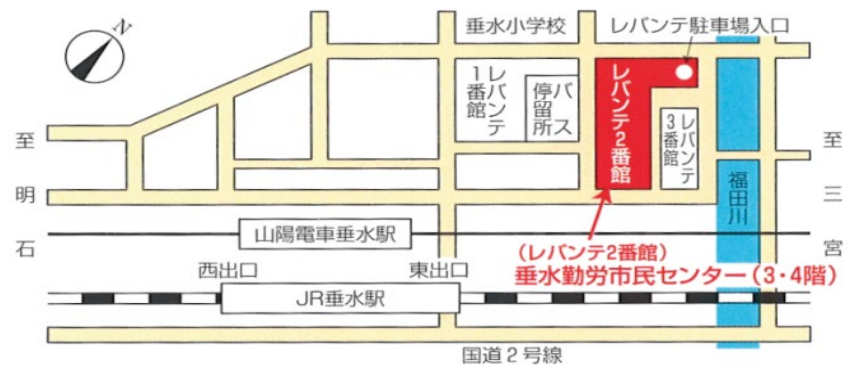 N
垂水小学校
レバンテ駐車場入口
レバンテ
1番館
バス
停留所
レバンテ2番館
レバンテ
3番館
至明石
至三宮
福田川
山陽電車垂水駅
(レバンテ2番館)
垂水勤労市民センター(3・4階)
西出口
東出口
JR垂水駅
国道2号線